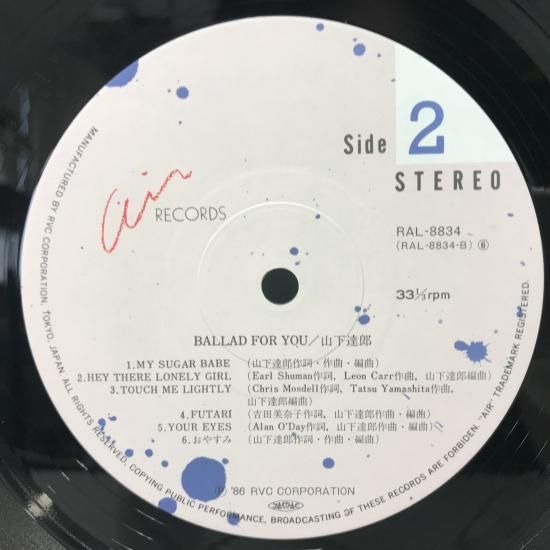 Side 2
STEREO
air RECORDS
RAL-8834
(RAL-8834-B) ⑥
33⅓rpm
BALLAD FOR YOU/山下達郎
1.MY SUGAR BABE (山下達郎作詞・作曲・編曲)
2.HEY THERE LONELY GIRL (Earl Shuman作詞, Leon Carr作曲, 山下達郎編曲)
3.TOUCH ME LIGHTLY (Chris Mosdell作詞, Tatsu Yamashita作曲,
山下達郎編曲)
4.FUTARI (吉田美奈子作詞, 山下達郎作曲・編曲)
5.YOUR EYES (Alan O'Day作詞, 山下達郎作曲・編曲)
6.おやすみ (山下達郎作詞・作曲・編曲)
Ⓟ '86 RVC CORPORATION
JASRAC
MANUFACTURED BY RVC CORPORATION, TOKYO, JAPAN ALL RIGHTS RESERVED. COPYING PUBLIC PERFORMANCE, BROADCASTING OF THESE RECORDS ARE FORBIDDEN. "AIR" TRADEMARK REGISTERED.